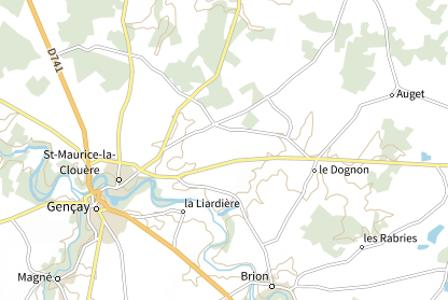 D741
Auget
St-Maurice-la-
Clouère
le Dognon
Gençay
la Liardière
les Rabries
Magné
Brion